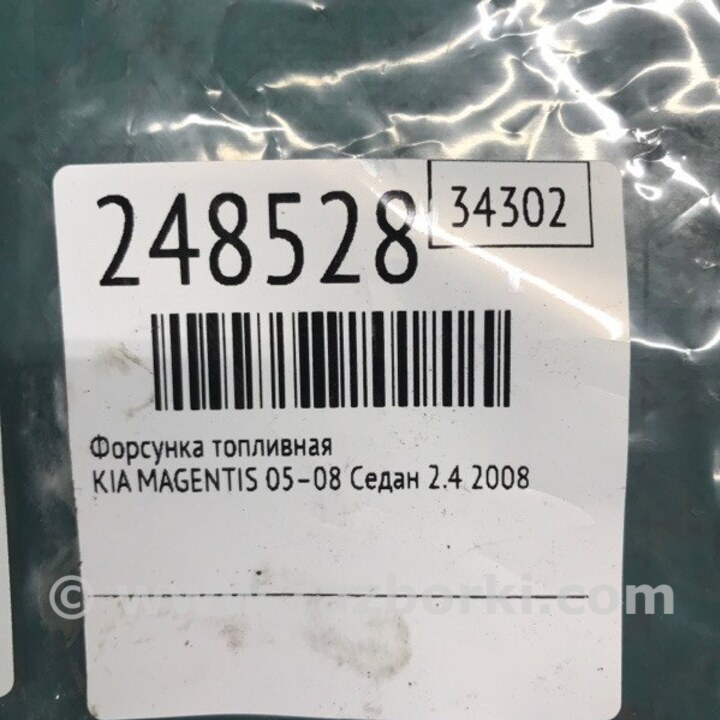 248528
34302
Форсунка топливная
KIA MAGENTIS 05-08 Седан 2.4 2008